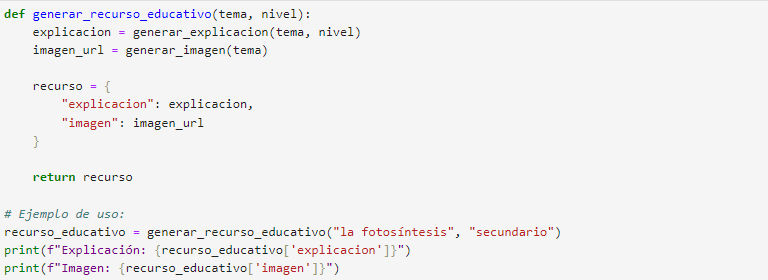 def generar_recurso_educativo(tema, nivel):
    explicacion = generar_explicacion(tema, nivel)
    imagen_url = generar_imagen(tema)

    recurso = {
        "explicacion": explicacion,
        "imagen": imagen_url
    }

    return recurso

# Ejemplo de uso:
recurso_educativo = generar_recurso_educativo("la fotosíntesis", "secundario")
print(f"Explicación: {recurso_educativo['explicacion']}")
print(f"Imagen: {recurso_educativo['imagen']}")